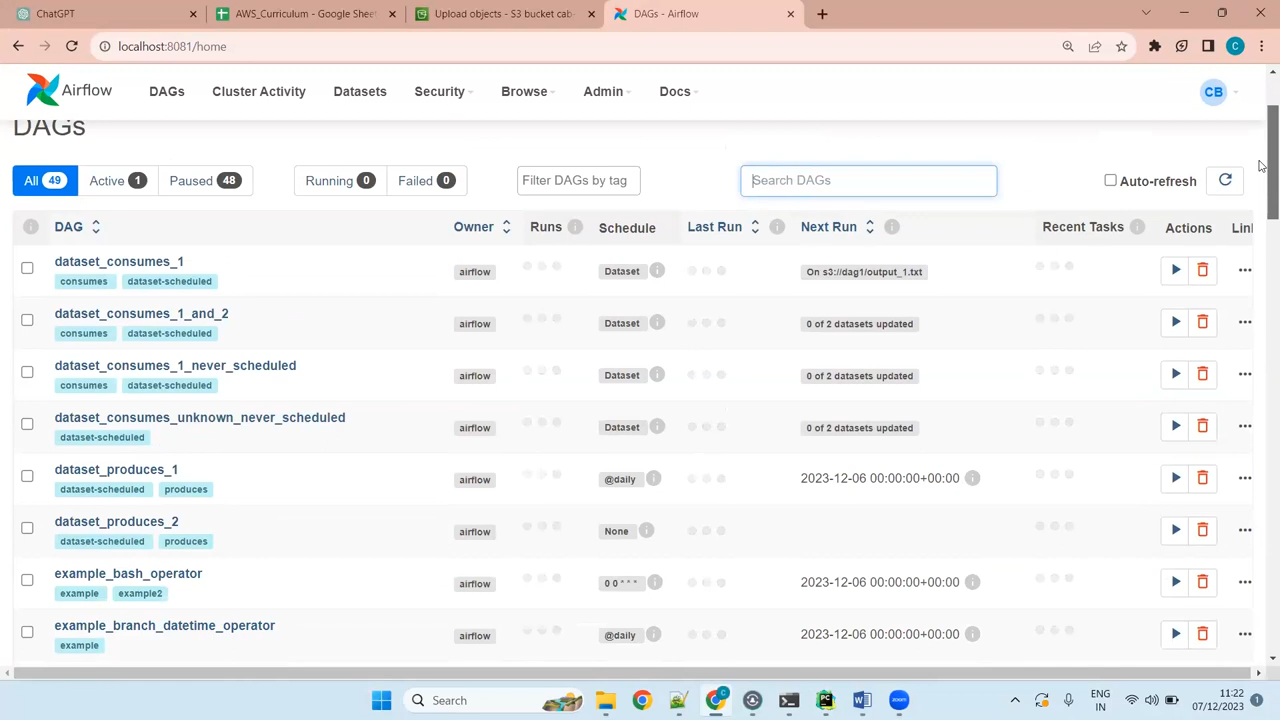 ChatGPT
AWS_Curriculum - Google Sheet
Upload objects - S3 bucket cab
DAGs - Airflow
localhost:8081/home
Airflow DAGs Cluster Activity Datasets Security Browse Admin Docs CB
DAGs
All 49 Active 1 Paused 48 Running 0 Failed 0 Filter DAGs by tag Search DAGs Auto-refresh
DAG Owner Runs Schedule Last Run Next Run Recent Tasks Actions Lin
dataset_consumes_1
consumes dataset-scheduled airflow Dataset On s3://dag1/output_1.txt
dataset_consumes_1_and_2
consumes dataset-scheduled airflow Dataset 0 of 2 datasets updated
dataset_consumes_1_never_scheduled
consumes dataset-scheduled airflow Dataset 0 of 2 datasets updated
dataset_consumes_unknown_never_scheduled
dataset-scheduled airflow Dataset 0 of 2 datasets updated
dataset_produces_1
dataset-scheduled produces airflow @daily 2023-12-06 00:00:00+00:00
dataset_produces_2
dataset-scheduled produces airflow None
example_bash_operator
example example2 airflow 0 0 * * * 2023-12-06 00:00:00+00:00
example_branch_datetime_operator
example airflow @daily 2023-12-06 00:00:00+00:00
Search
ENG
IN
11:22
07/12/2023